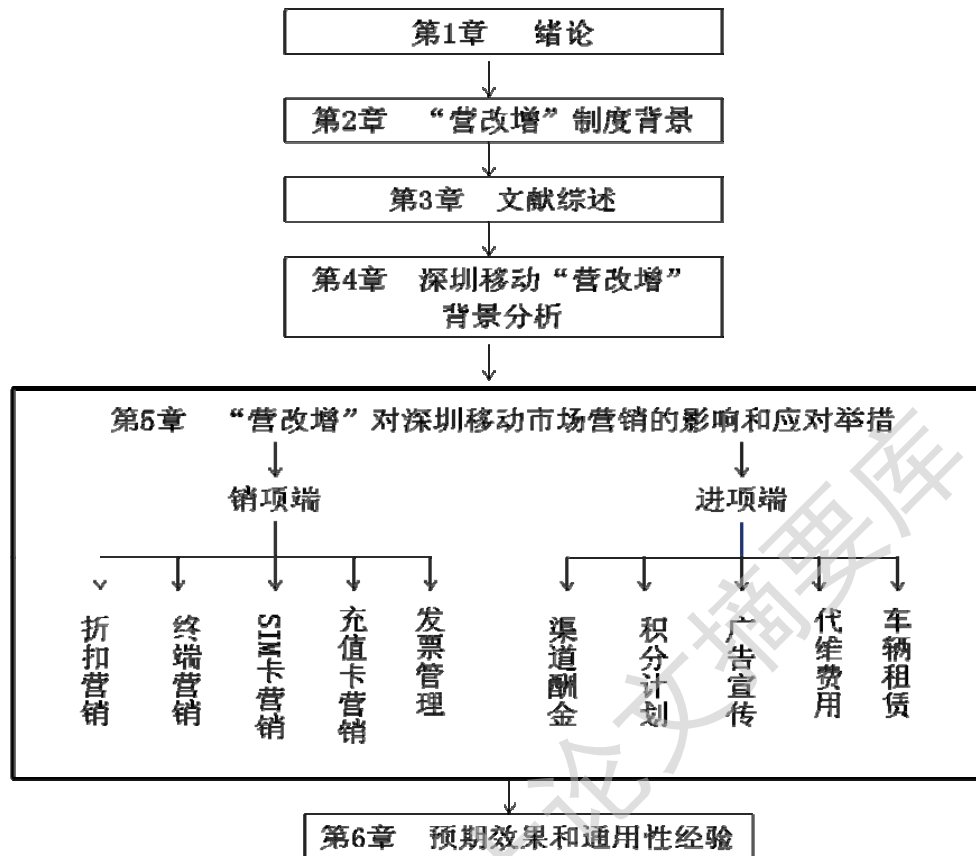 第1章 绪论
第2章 “营改增”制度背景
第3章 文献综述
第4章 深圳移动“营改增”
背景分析
第5章 “营改增”对深圳移动市场营销的影响和应对举措
销项端
进项端
折扣营销
终端营销
SIM卡营销
充值卡营销
发票管理
渠道酬金
积分计划
广告宣传
代维费用
车辆租赁
第6章 预期效果和通用性经验
论文摘要库